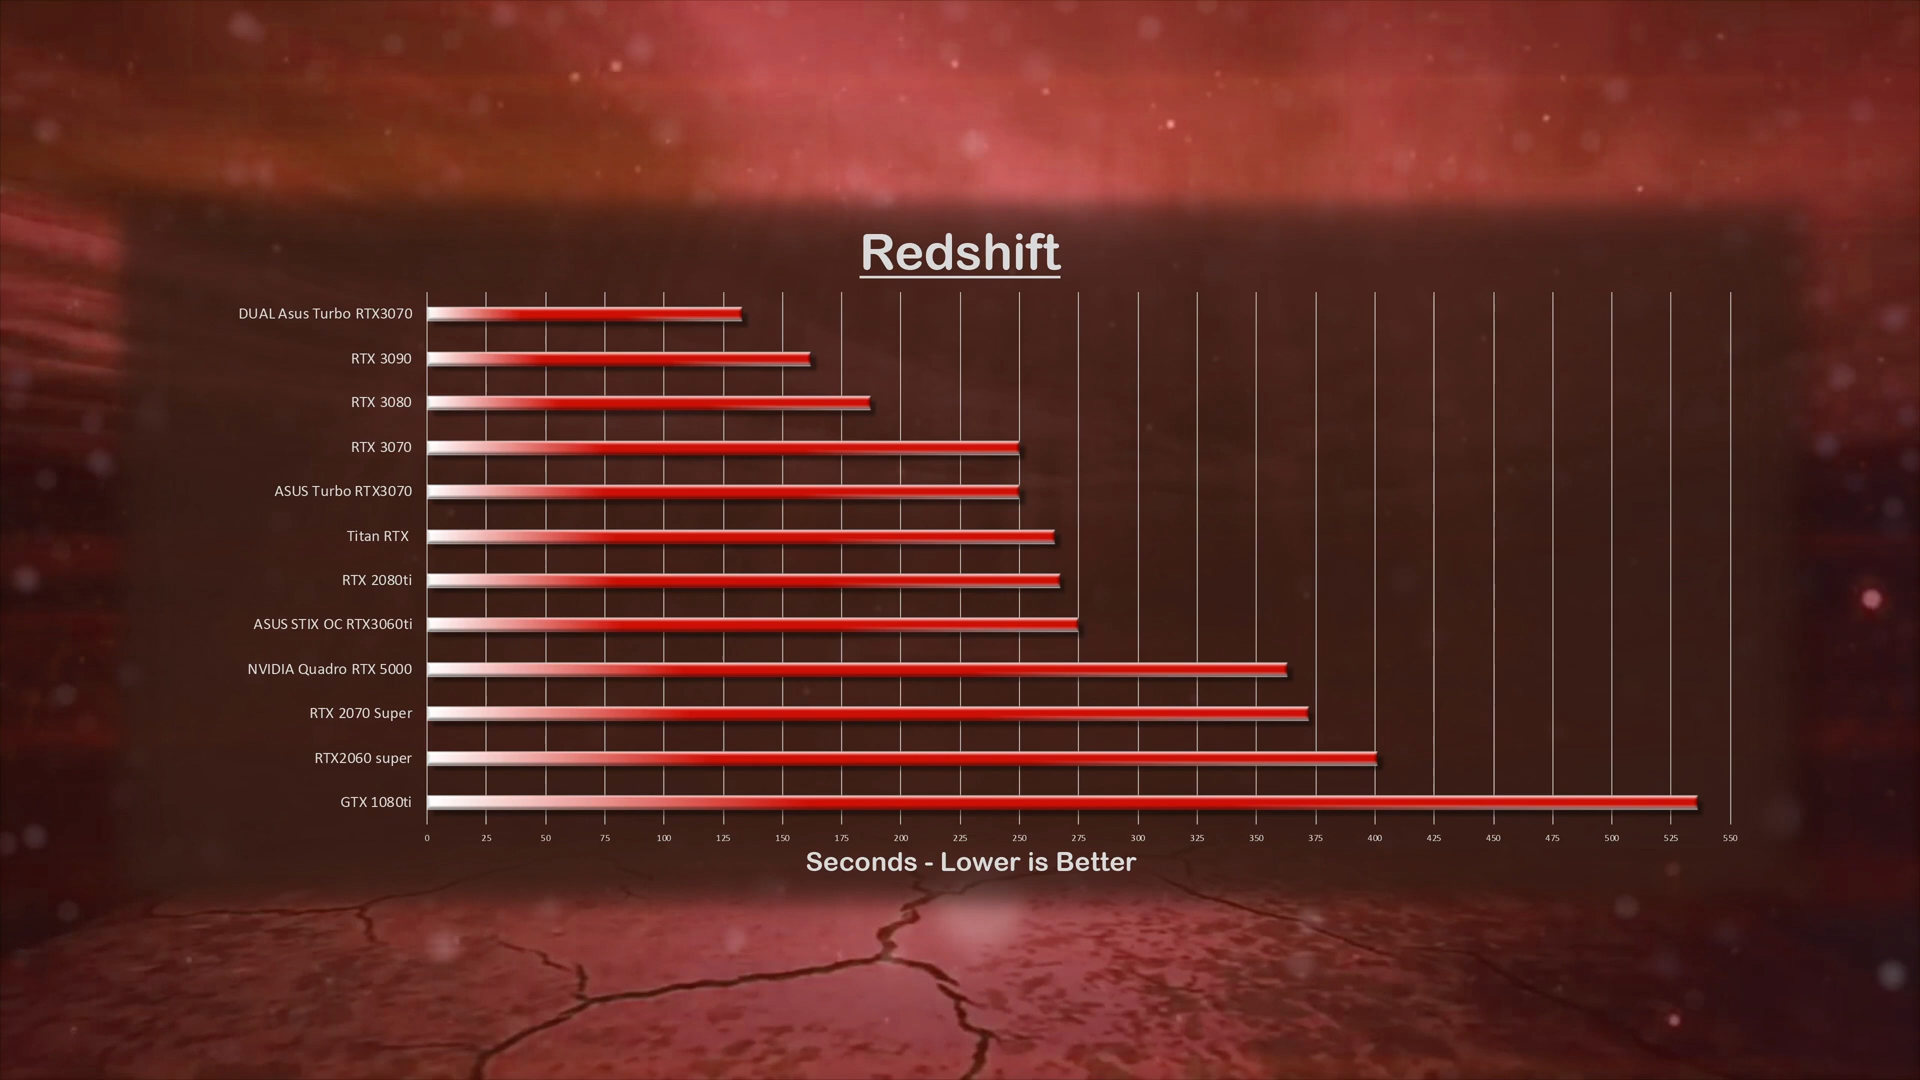 Redshift
DUAL Asus Turbo RTX3070
RTX 3090
RTX 3080
RTX 3070
ASUS Turbo RTX3070
Titan RTX
RTX 2080ti
ASUS STIX OC RTX3060ti
NVIDIA Quadro RTX 5000
RTX 2070 Super
RTX2060 super
GTX 1080ti
0 25 50 75 100 125 150 175 200 225 250 275 300 325 350 375 400 425 450 475 500 525 550
Seconds - Lower is Better